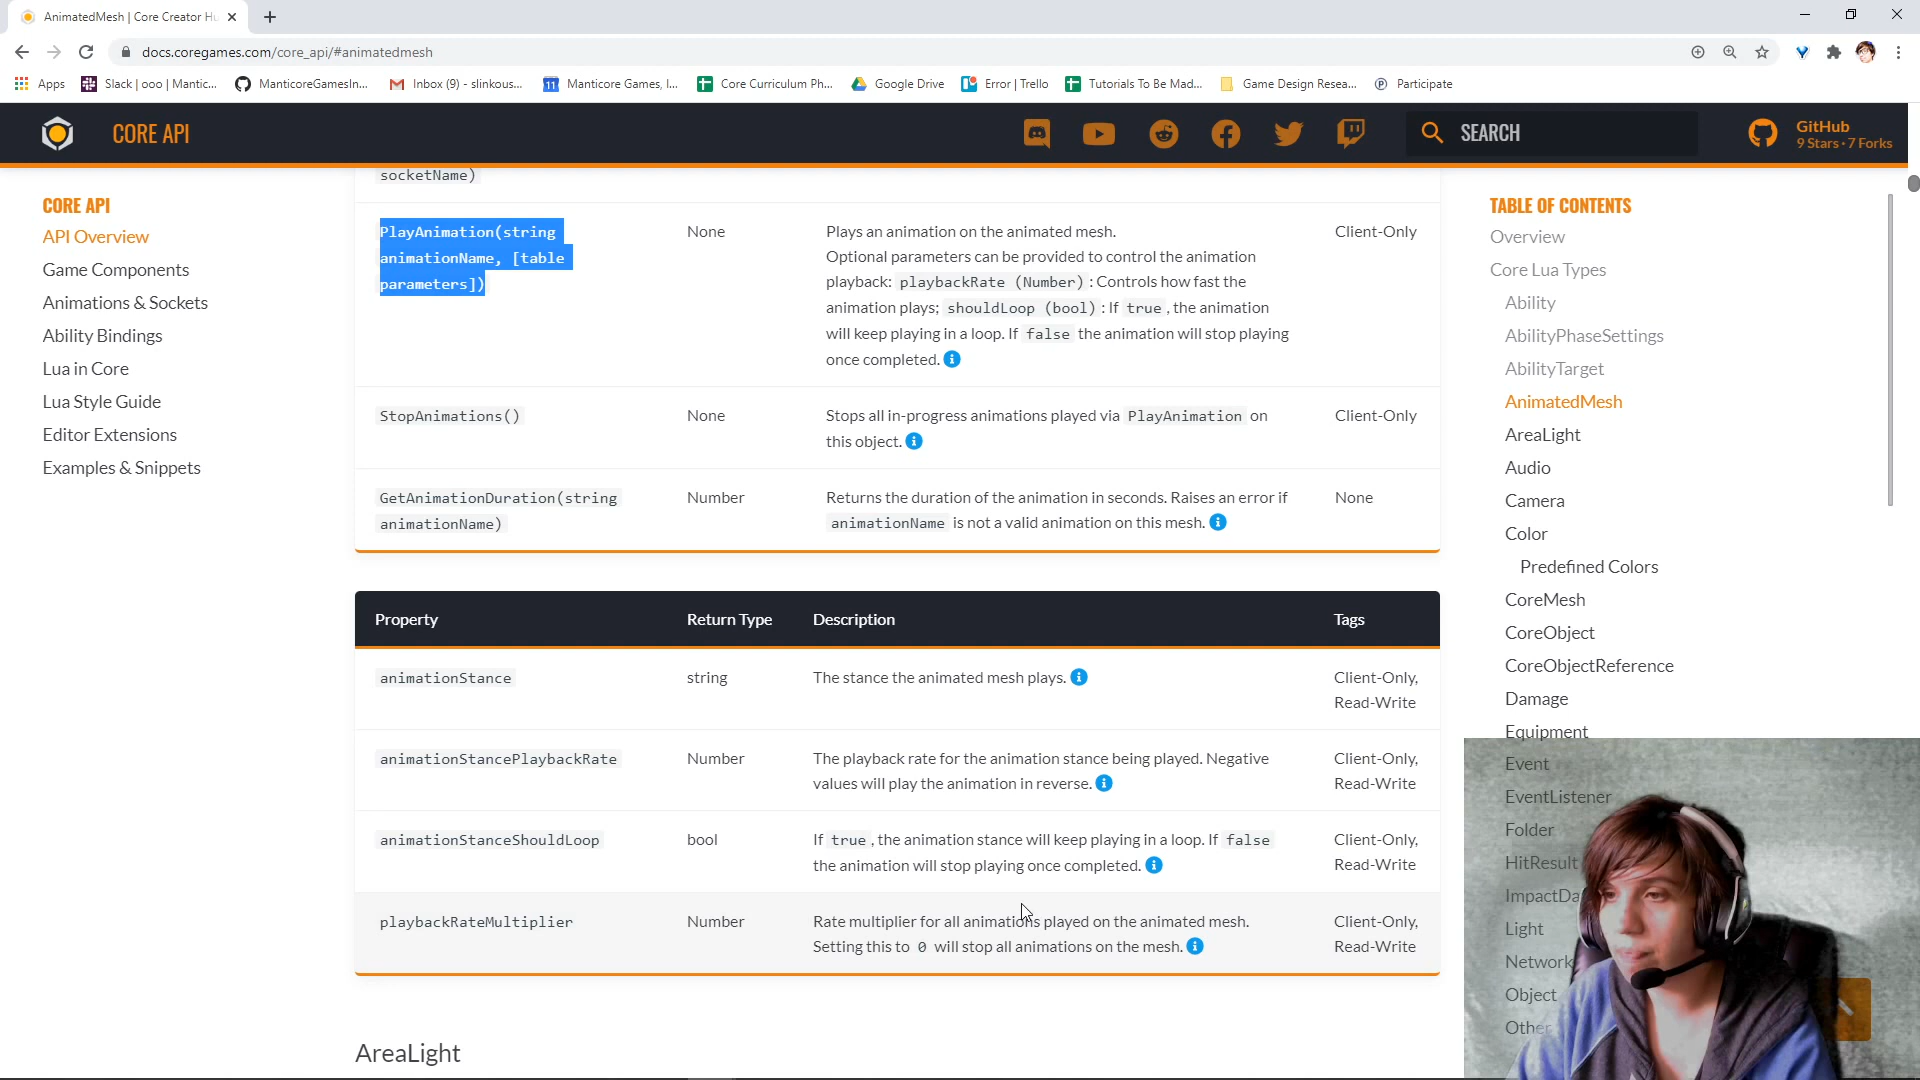 AnimatedMesh | Core Creator Hu
docs.coregames.com/core_api/#animatedmesh
Apps
Slack | ooo | Mantic...
ManticoreGamesIn...
Inbox (9) - slinkous...
Manticore Games, I...
Core Curriculum Ph...
Google Drive
Error | Trello
Tutorials To Be Mad...
Game Design Resea...
Participate
CORE API
SEARCH
GitHub
9 Stars · 7 Forks
CORE API
API Overview
Game Components
Animations & Sockets
Ability Bindings
Lua in Core
Lua Style Guide
Editor Extensions
Examples & Snippets
socketName)
PlayAnimation(string
animationName, [table
parameters])
None
Plays an animation on the animated mesh.
Optional parameters can be provided to control the animation
playback: playbackRate (Number) : Controls how fast the
animation plays; shouldLoop (bool) : If true , the animation
will keep playing in a loop. If false the animation will stop playing
once completed.
Client-Only
StopAnimations()
None
Stops all in-progress animations played via PlayAnimation on
this object.
Client-Only
GetAnimationDuration(string
animationName)
Number
Returns the duration of the animation in seconds. Raises an error if
animationName is not a valid animation on this mesh.
None
Property
Return Type
Description
Tags
animationStance
string
The stance the animated mesh plays.
Client-Only,
Read-Write
animationStancePlaybackRate
Number
The playback rate for the animation stance being played. Negative
values will play the animation in reverse.
Client-Only,
Read-Write
animationStanceShouldLoop
bool
If true , the animation stance will keep playing in a loop. If false
the animation will stop playing once completed.
Client-Only,
Read-Write
playbackRateMultiplier
Number
Rate multiplier for all animations played on the animated mesh.
Setting this to 0 will stop all animations on the mesh.
Client-Only,
Read-Write
AreaLight
TABLE OF CONTENTS
Overview
Core Lua Types
Ability
AbilityPhaseSettings
AbilityTarget
AnimatedMesh
AreaLight
Audio
Camera
Color
Predefined Colors
CoreMesh
CoreObject
CoreObjectReference
Damage
Equipment
Event
EventListener
Folder
HitResult
ImpactDa
Light
Network
Object
Other